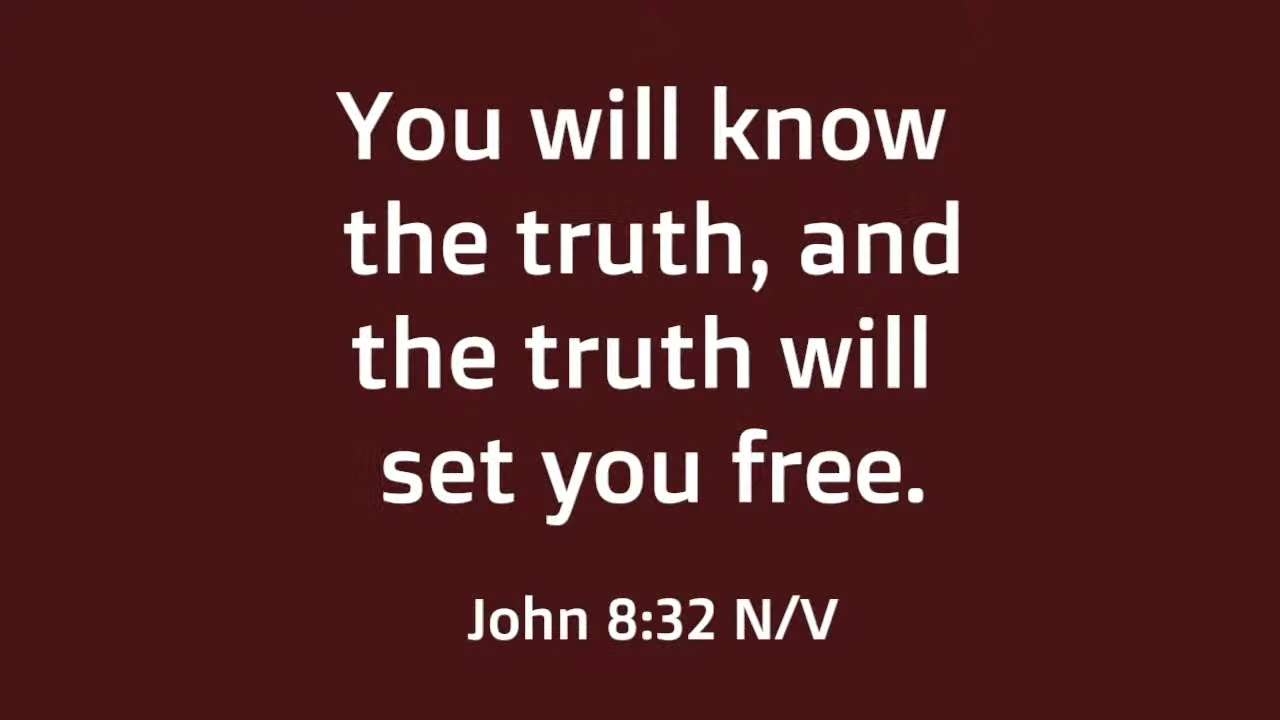 You will know
the truth, and
the truth will
set you free.
John 8:32 N/V